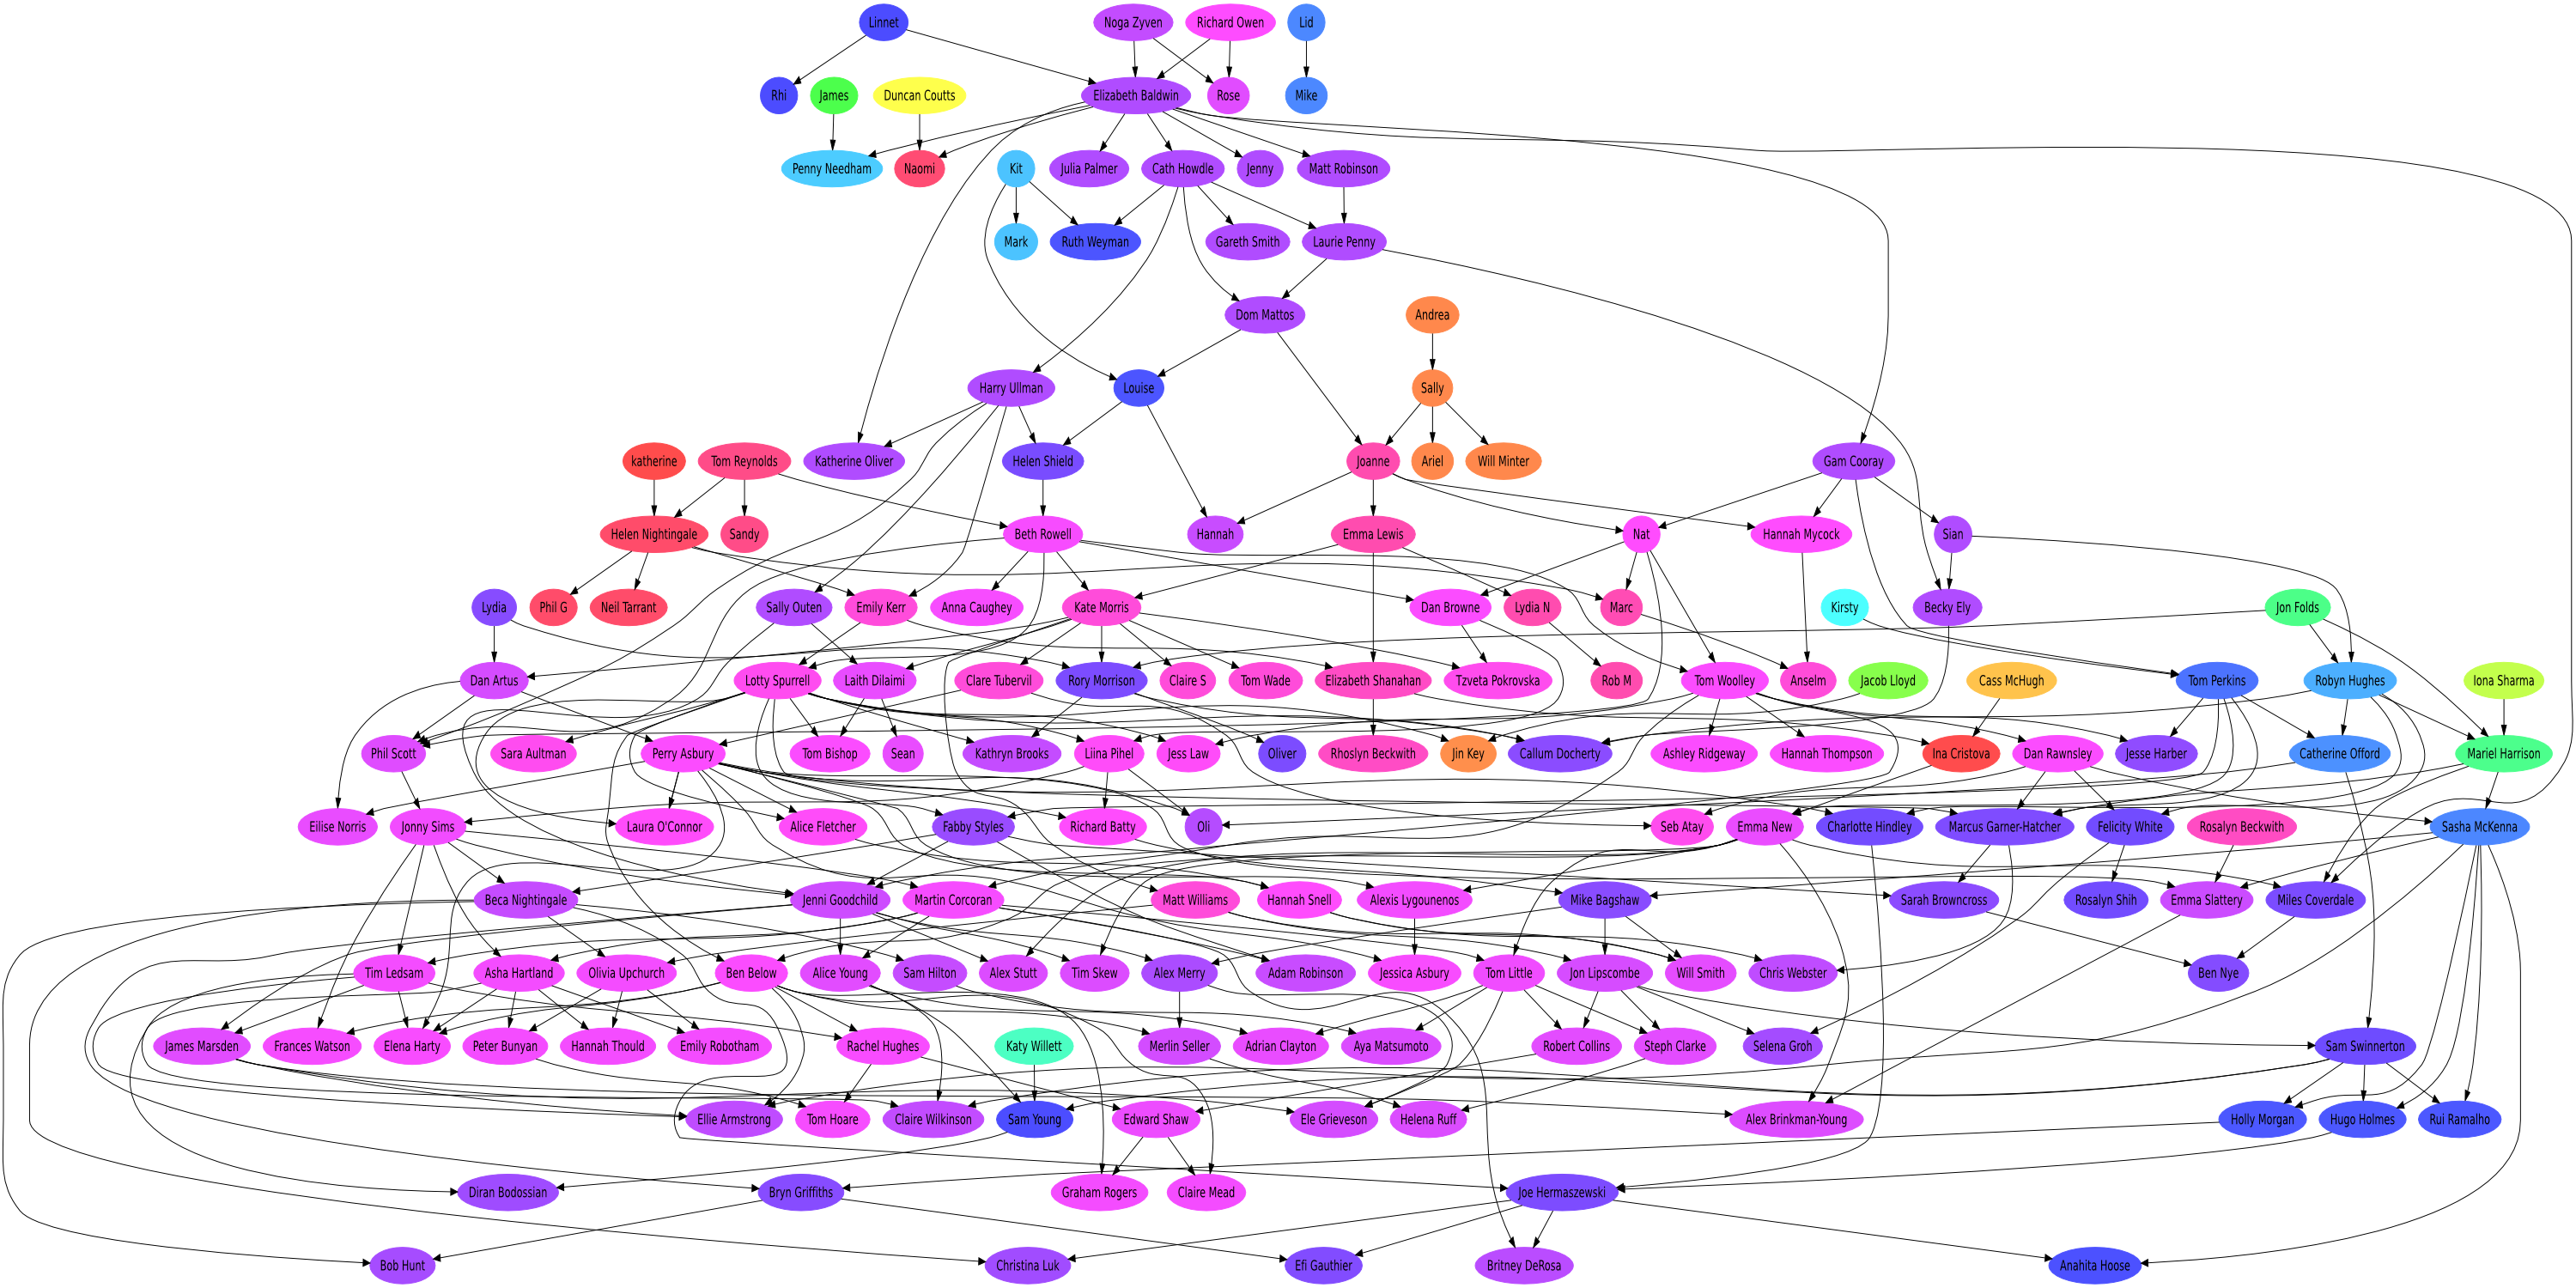 Linnet
Noga Zyven
Richard Owen
Lid
Rhi
James
Duncan Coutts
Elizabeth Baldwin
Rose
Mike
Penny Needham
Naomi
Kit
Julia Palmer
Cath Howdle
Jenny
Matt Robinson
Mark
Ruth Weyman
Gareth Smith
Laurie Penny
Dom Mattos
Andrea
Harry Ullman
Louise
Sally
katherine
Tom Reynolds
Katherine Oliver
Helen Shield
Joanne
Ariel
Will Minter
Gam Cooray
Helen Nightingale
Sandy
Beth Rowell
Hannah
Emma Lewis
Nat
Hannah Mycock
Sian
Lydia
Phil G
Neil Tarrant
Sally Outen
Emily Kerr
Anna Caughey
Kate Morris
Dan Browne
Lydia N
Marc
Kirsty
Becky Ely
Jon Folds
Dan Artus
Lotty Spurrell
Laith Dilaimi
Clare Tubervil
Rory Morrison
Claire S
Tom Wade
Elizabeth Shanahan
Tzveta Pokrovska
Rob M
Tom Woolley
Anselm
Jacob Lloyd
Cass McHugh
Tom Perkins
Robyn Hughes
Iona Sharma
Phil Scott
Sara Aultman
Perry Asbury
Tom Bishop
Sean
Kathryn Brooks
Liina Pihel
Jess Law
Oliver
Rhoslyn Beckwith
Jin Key
Callum Docherty
Ashley Ridgeway
Hannah Thompson
Ina Cristova
Dan Rawnsley
Jesse Harber
Catherine Offord
Mariel Harrison
Eilise Norris
Jonny Sims
Laura O'Connor
Alice Fletcher
Fabby Styles
Richard Batty
Oli
Seb Atay
Emma New
Charlotte Hindley
Marcus Garner-Hatcher
Felicity White
Rosalyn Beckwith
Sasha McKenna
Beca Nightingale
Jenni Goodchild
Martin Corcoran
Matt Williams
Hannah Snell
Alexis Lygounenos
Mike Bagshaw
Sarah Browncross
Rosalyn Shih
Emma Slattery
Miles Coverdale
Tim Ledsam
Asha Hartland
Olivia Upchurch
Ben Below
Alice Young
Sam Hilton
Alex Stutt
Tim Skew
Alex Merry
Adam Robinson
Jessica Asbury
Tom Little
Jon Lipscombe
Will Smith
Chris Webster
Ben Nye
James Marsden
Frances Watson
Elena Harty
Peter Bunyan
Hannah Thould
Emily Robotham
Rachel Hughes
Katy Willett
Merlin Seller
Adrian Clayton
Aya Matsumoto
Robert Collins
Steph Clarke
Selena Groh
Sam Swinnerton
Ellie Armstrong
Tom Hoare
Claire Wilkinson
Sam Young
Edward Shaw
Ele Grieveson
Helena Ruff
Alex Brinkman-Young
Holly Morgan
Hugo Holmes
Rui Ramalho
Diran Bodossian
Bryn Griffiths
Graham Rogers
Claire Mead
Joe Hermaszewski
Bob Hunt
Christina Luk
Efi Gauthier
Britney DeRosa
Anahita Hoose